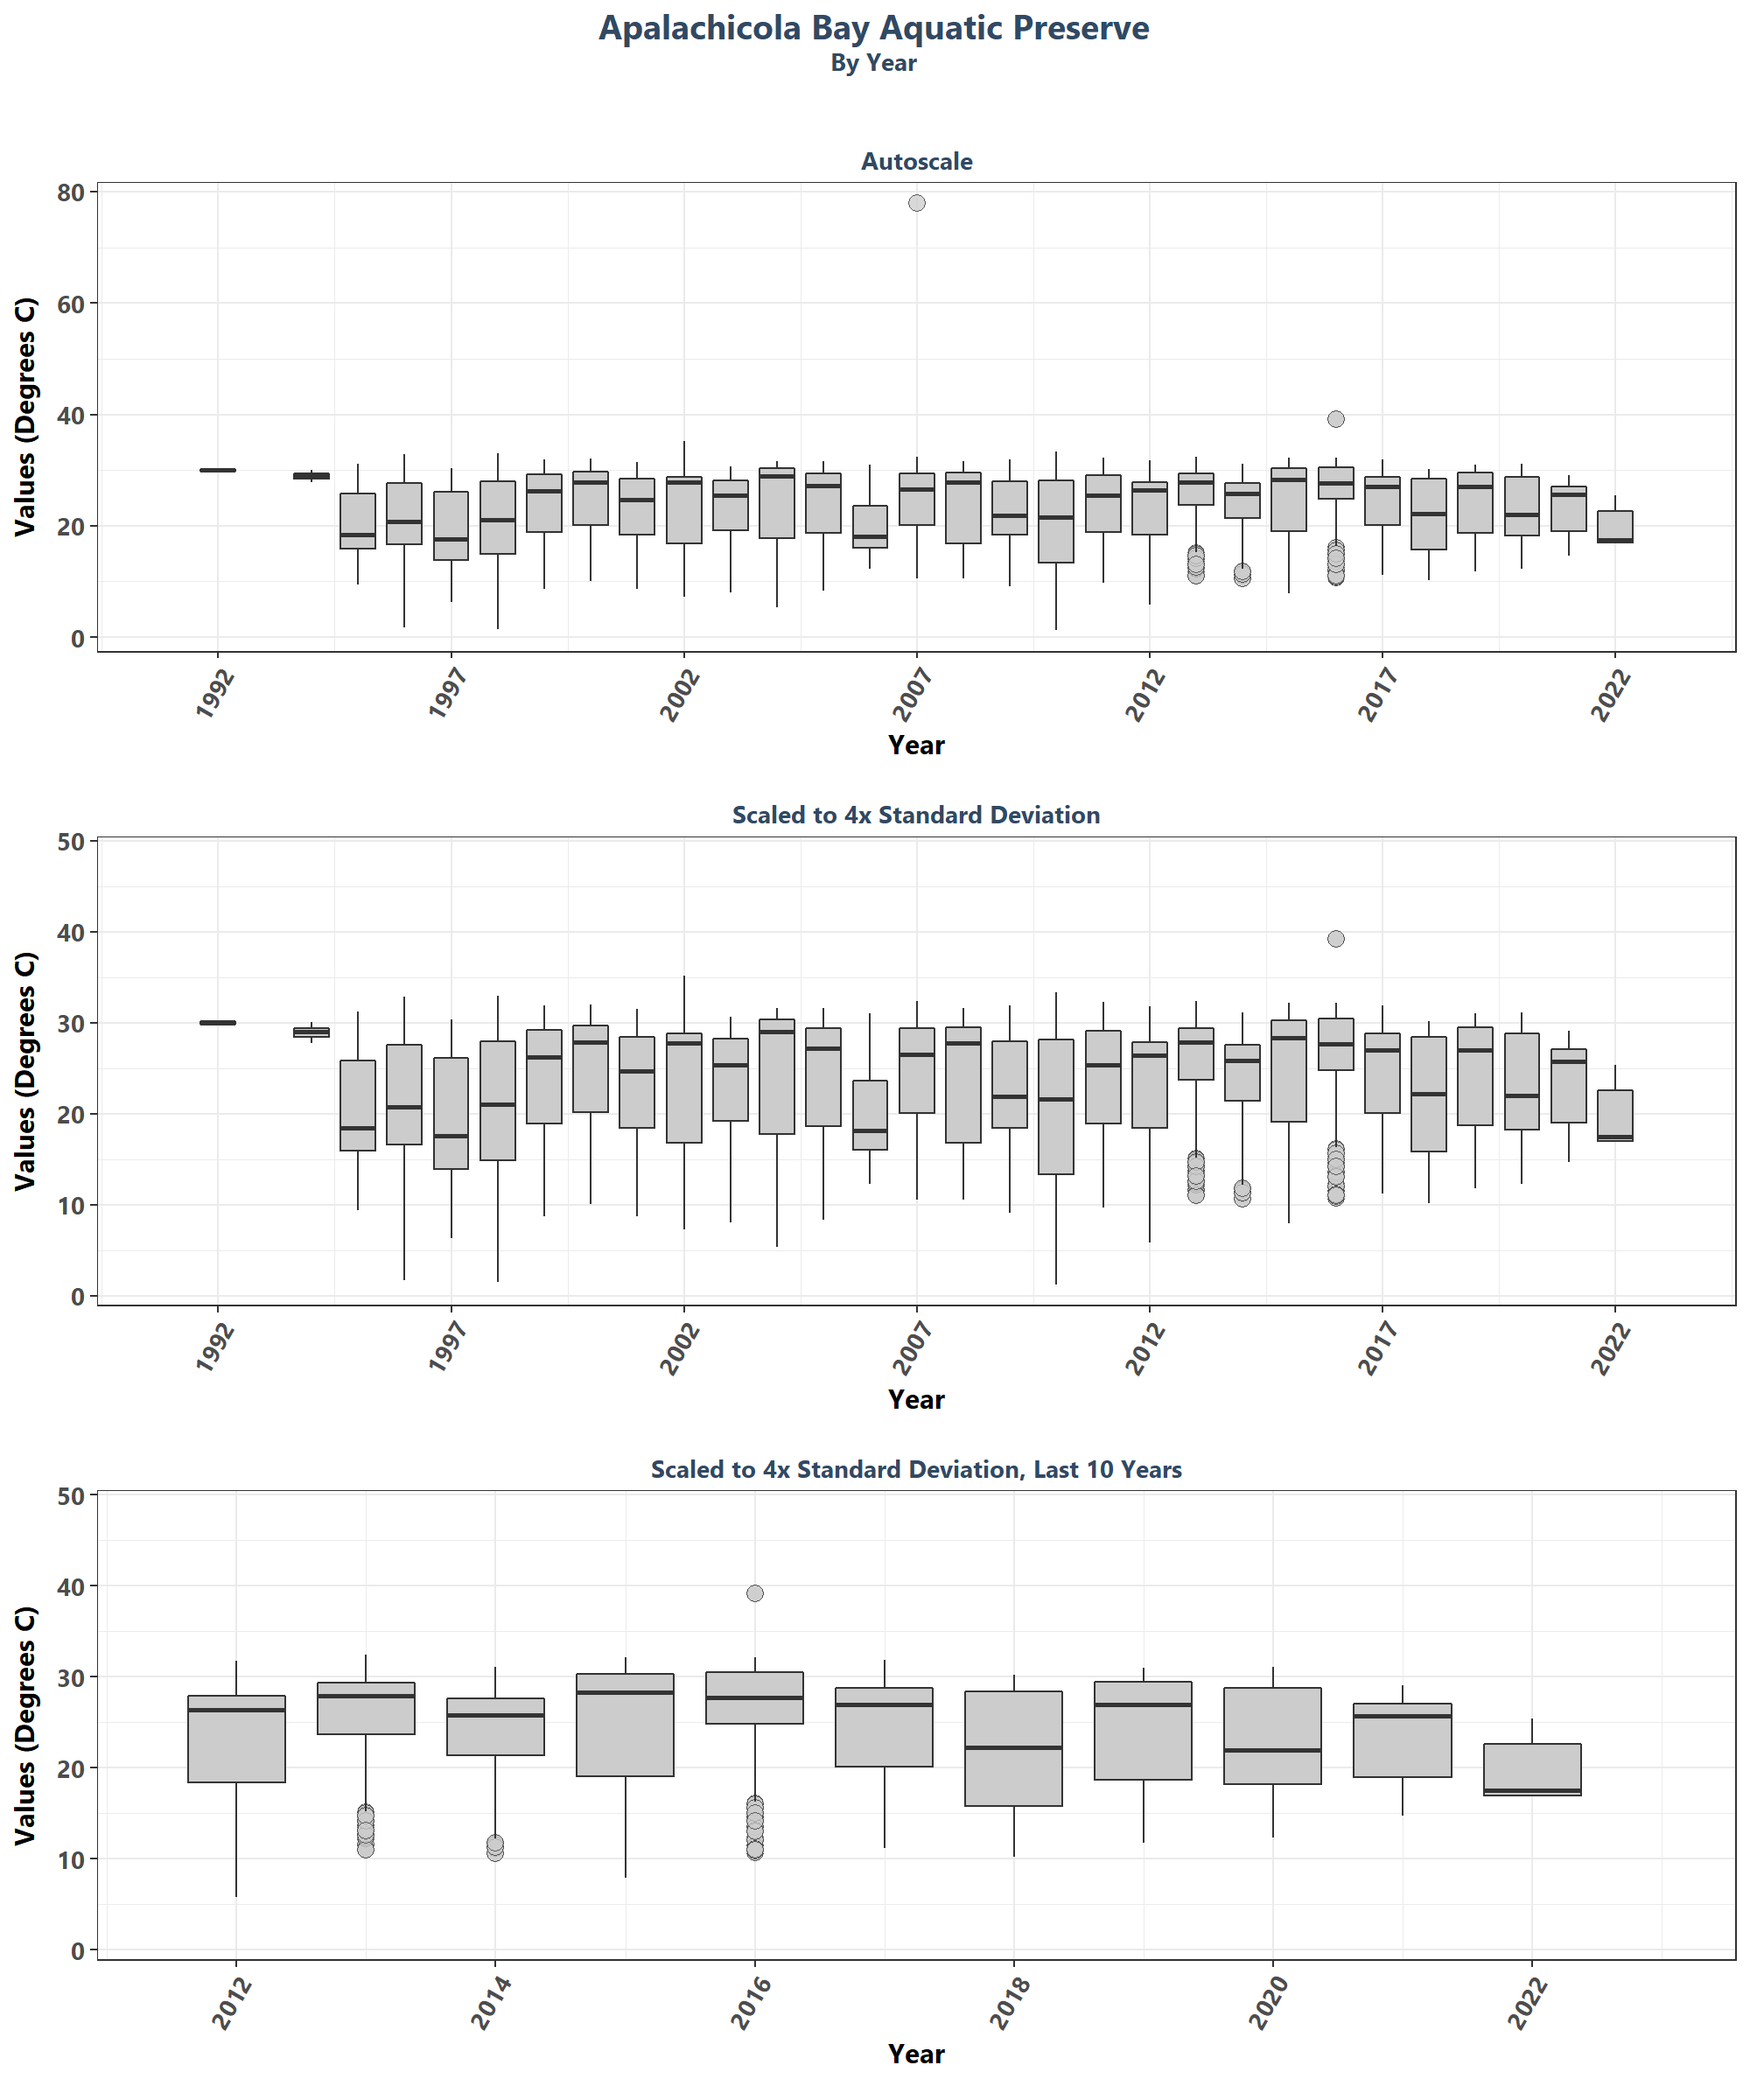 Apalachicola Bay Aquatic Preserve
By Year
Autoscale
Values (Degrees C)
80
60
40
20
0
1992 1997 2002 2007 2012 2017 2022
Year
Scaled to 4x Standard Deviation
Values (Degrees C)
50
40
30
20
10
0
1992 1997 2002 2007 2012 2017 2022
Year
Scaled to 4x Standard Deviation, Last 10 Years
Values (Degrees C)
50
40
30
20
10
0
2012 2014 2016 2018 2020 2022
Year